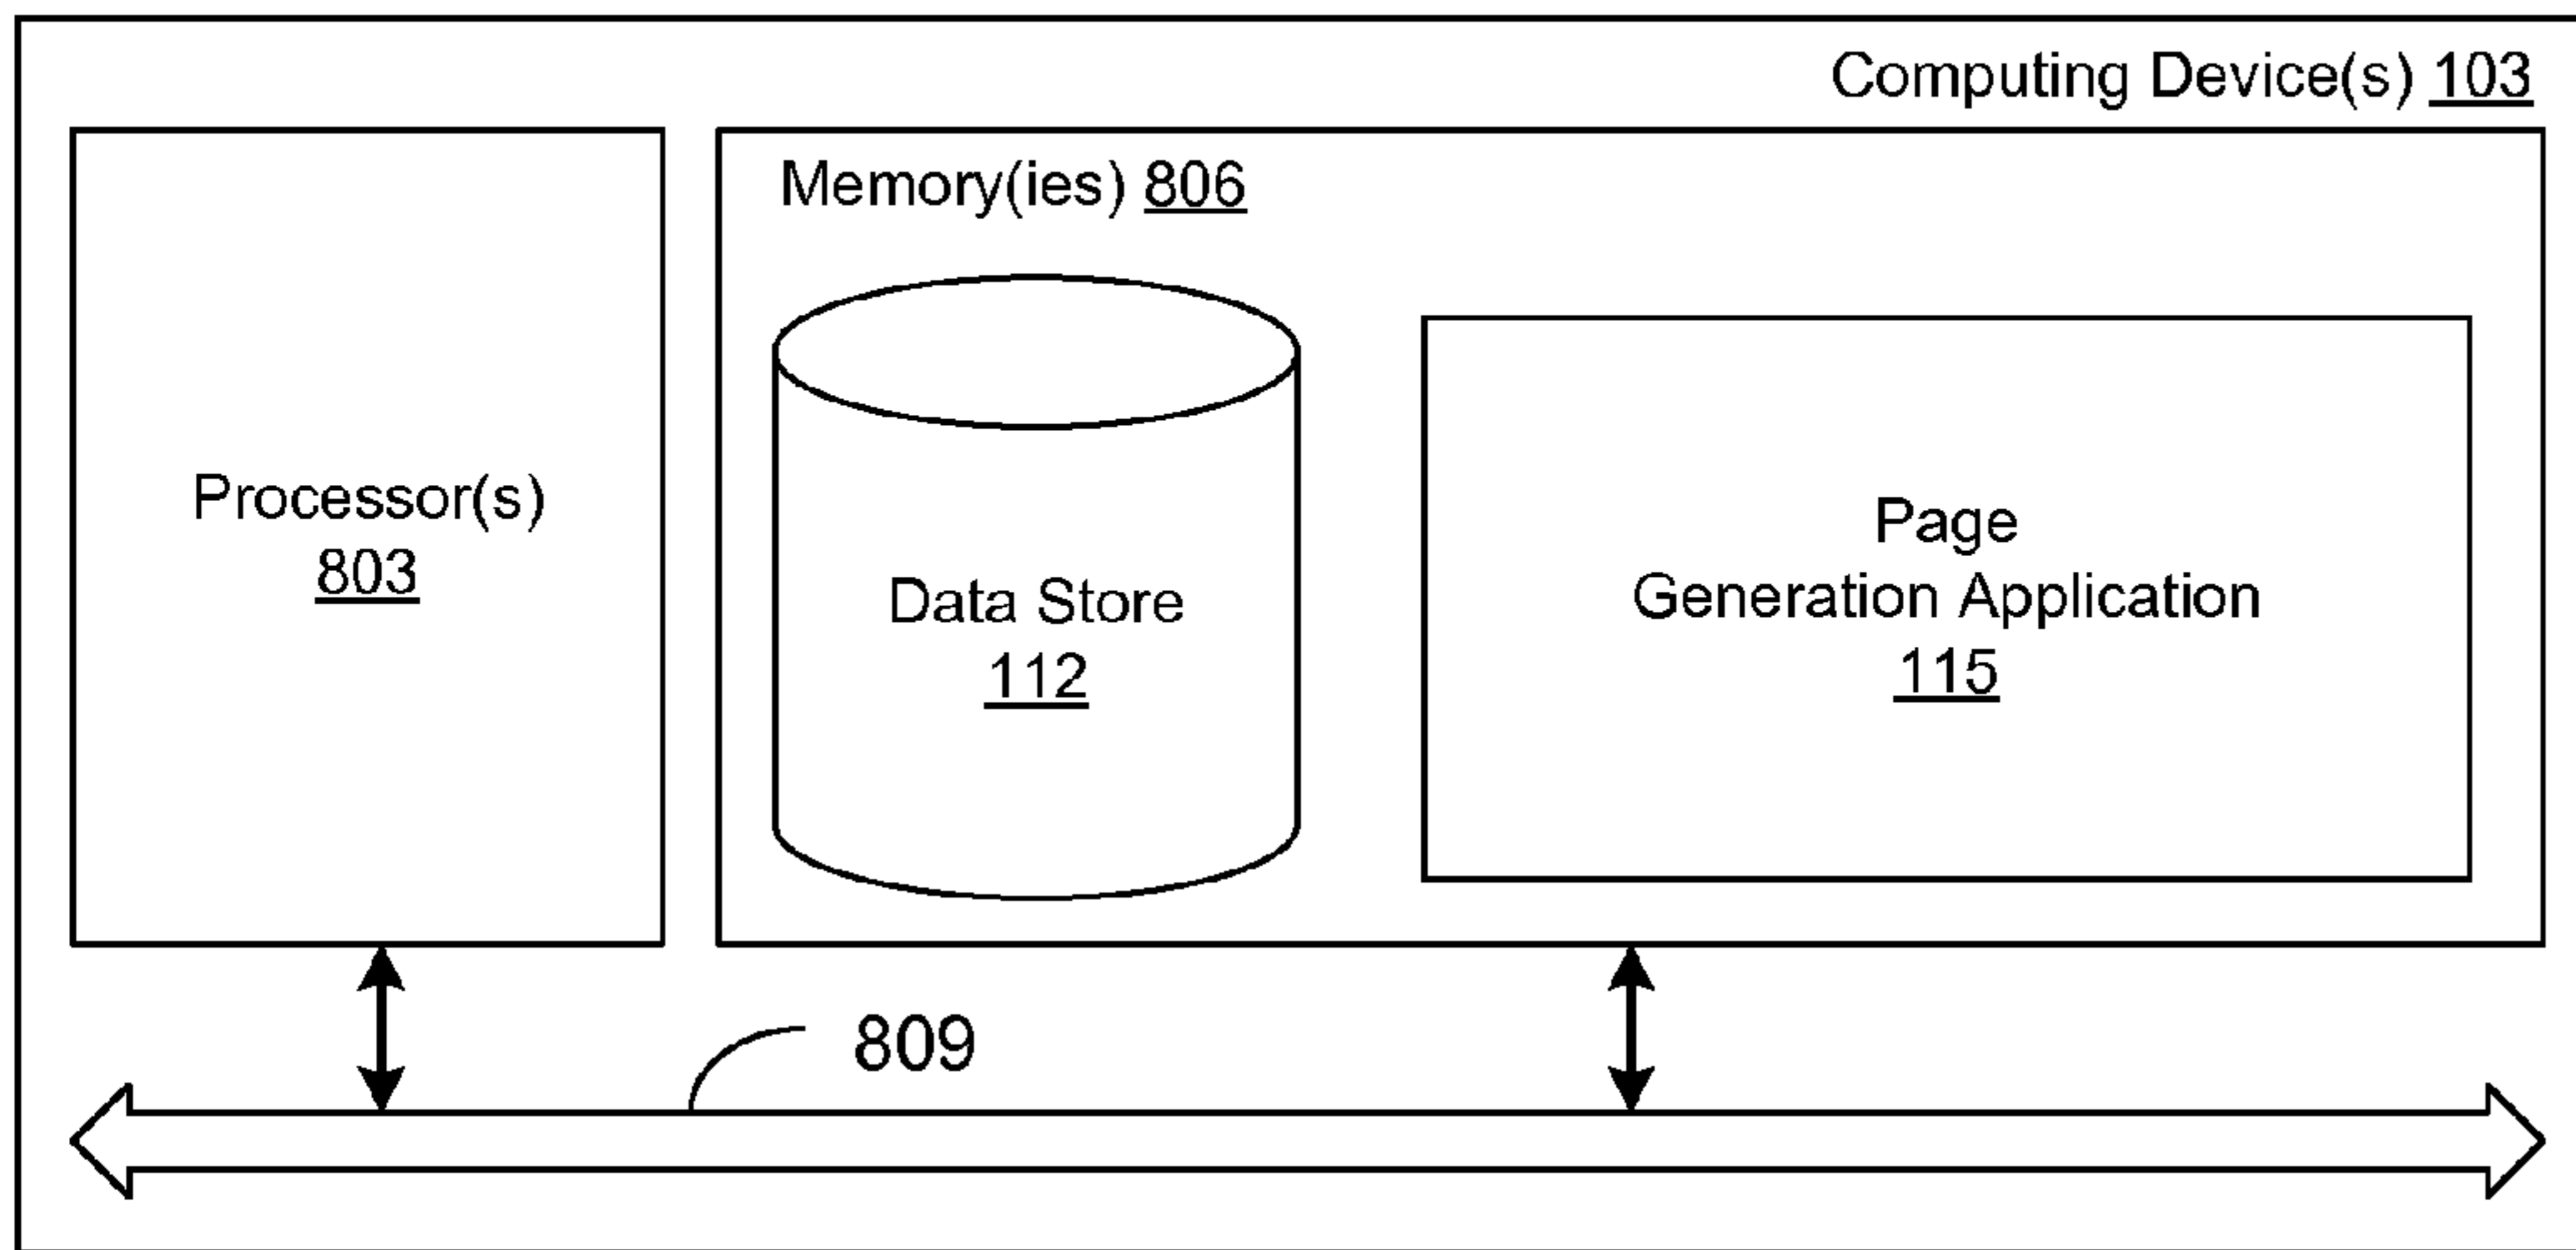 Computing Device(s) 103
Memory(ies) 806
Processor(s)
803
Data Store
112
Page
Generation Application
115
809